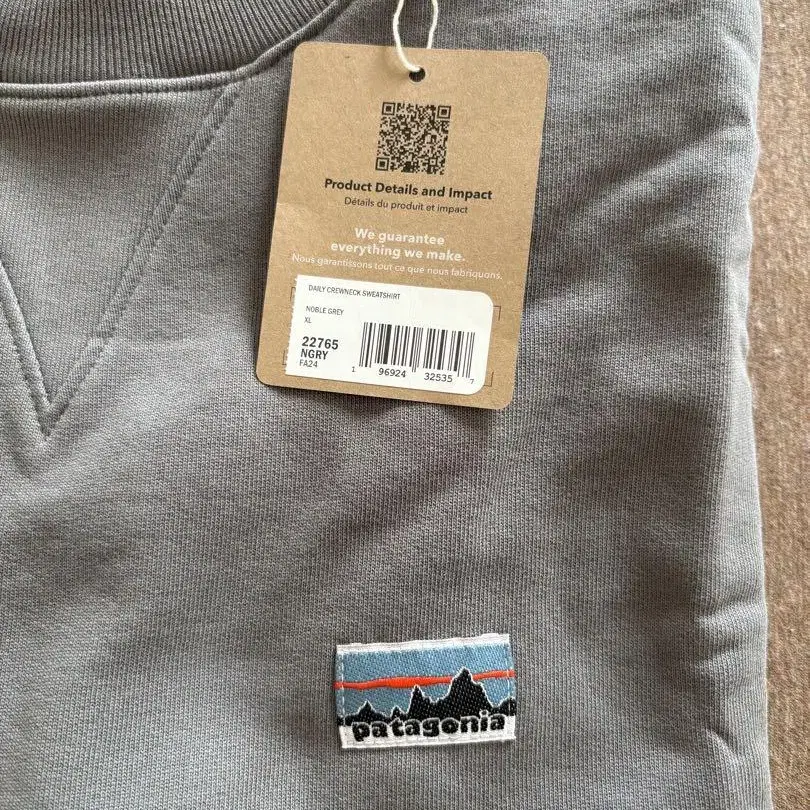 Product Details and Impact
Détails du produit et impact
We guarantee
everything we make.
Nous garantissons tout ce que nous fabriquons.
DAILY CREWNECK SWEATSHIRT
NOBLE GREY
XL
22765
NGRY
FA24
1 96924 32535 7
patagonia